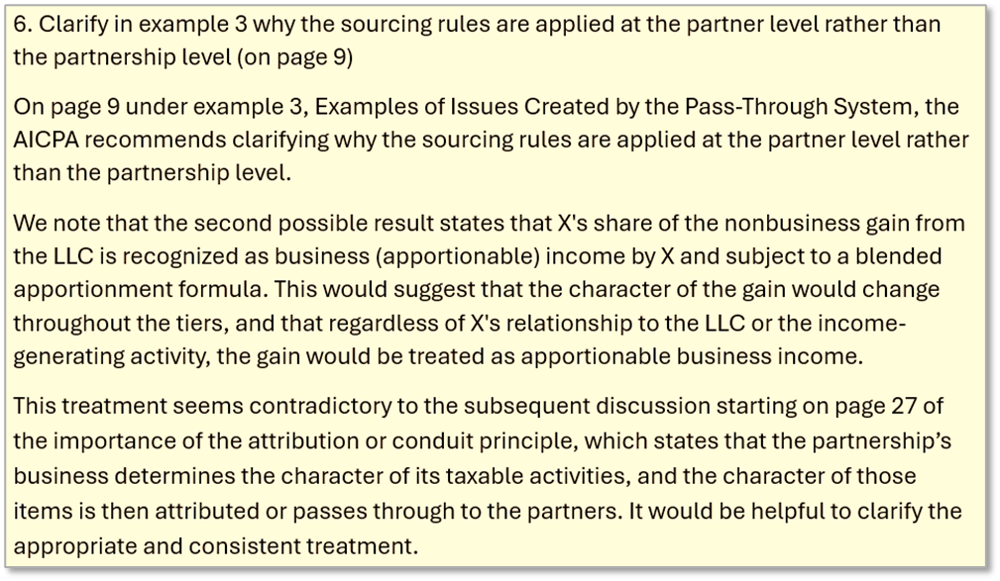 6. Clarify in example 3 why the sourcing rules are applied at the partner level rather than
the partnership level (on page 9)
On page 9 under example 3, Examples of Issues Created by the Pass-Through System, the
AICPA recommends clarifying why the sourcing rules are applied at the partner level rather
than the partnership level.
We note that the second possible result states that X's share of the nonbusiness gain from
the LLC is recognized as business (apportionable) income by X and subject to a blended
apportionment formula. This would suggest that the character of the gain would change
throughout the tiers, and that regardless of X's relationship to the LLC or the income-
generating activity, the gain would be treated as apportionable business income.
This treatment seems contradictory to the subsequent discussion starting on page 27 of
the importance of the attribution or conduit principle, which states that the partnership’s
business determines the character of its taxable activities, and the character of those
items is then attributed or passes through to the partners. It would be helpful to clarify the
appropriate and consistent treatment.